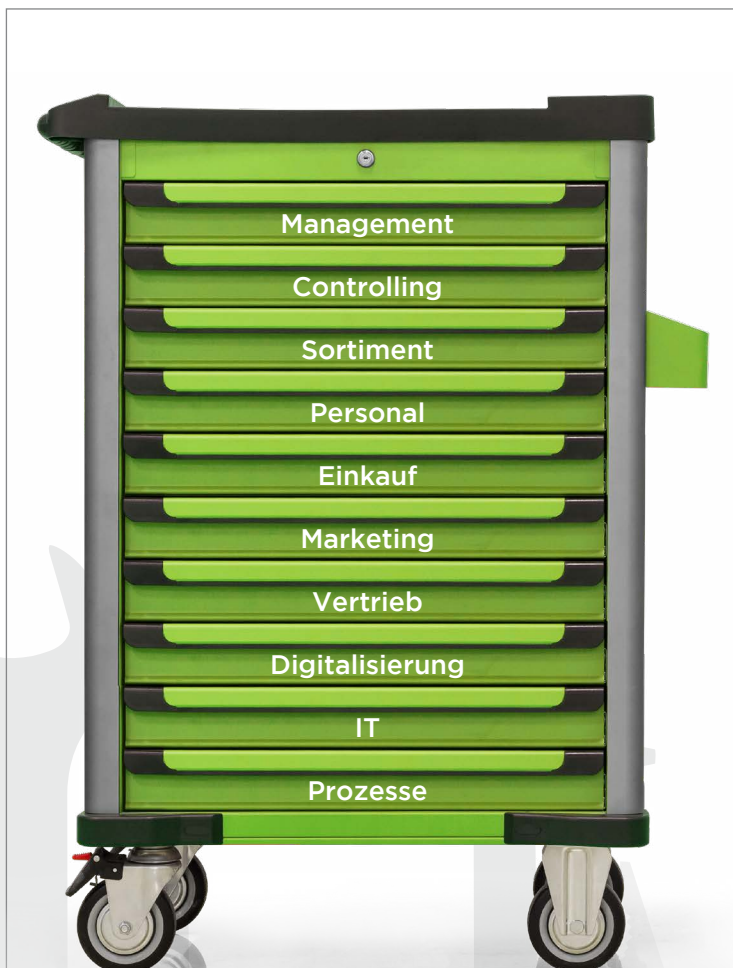 Management
Controlling
Sortiment
Personal
Einkauf
Marketing
Vertrieb
Digitalisierung
IT
Prozesse